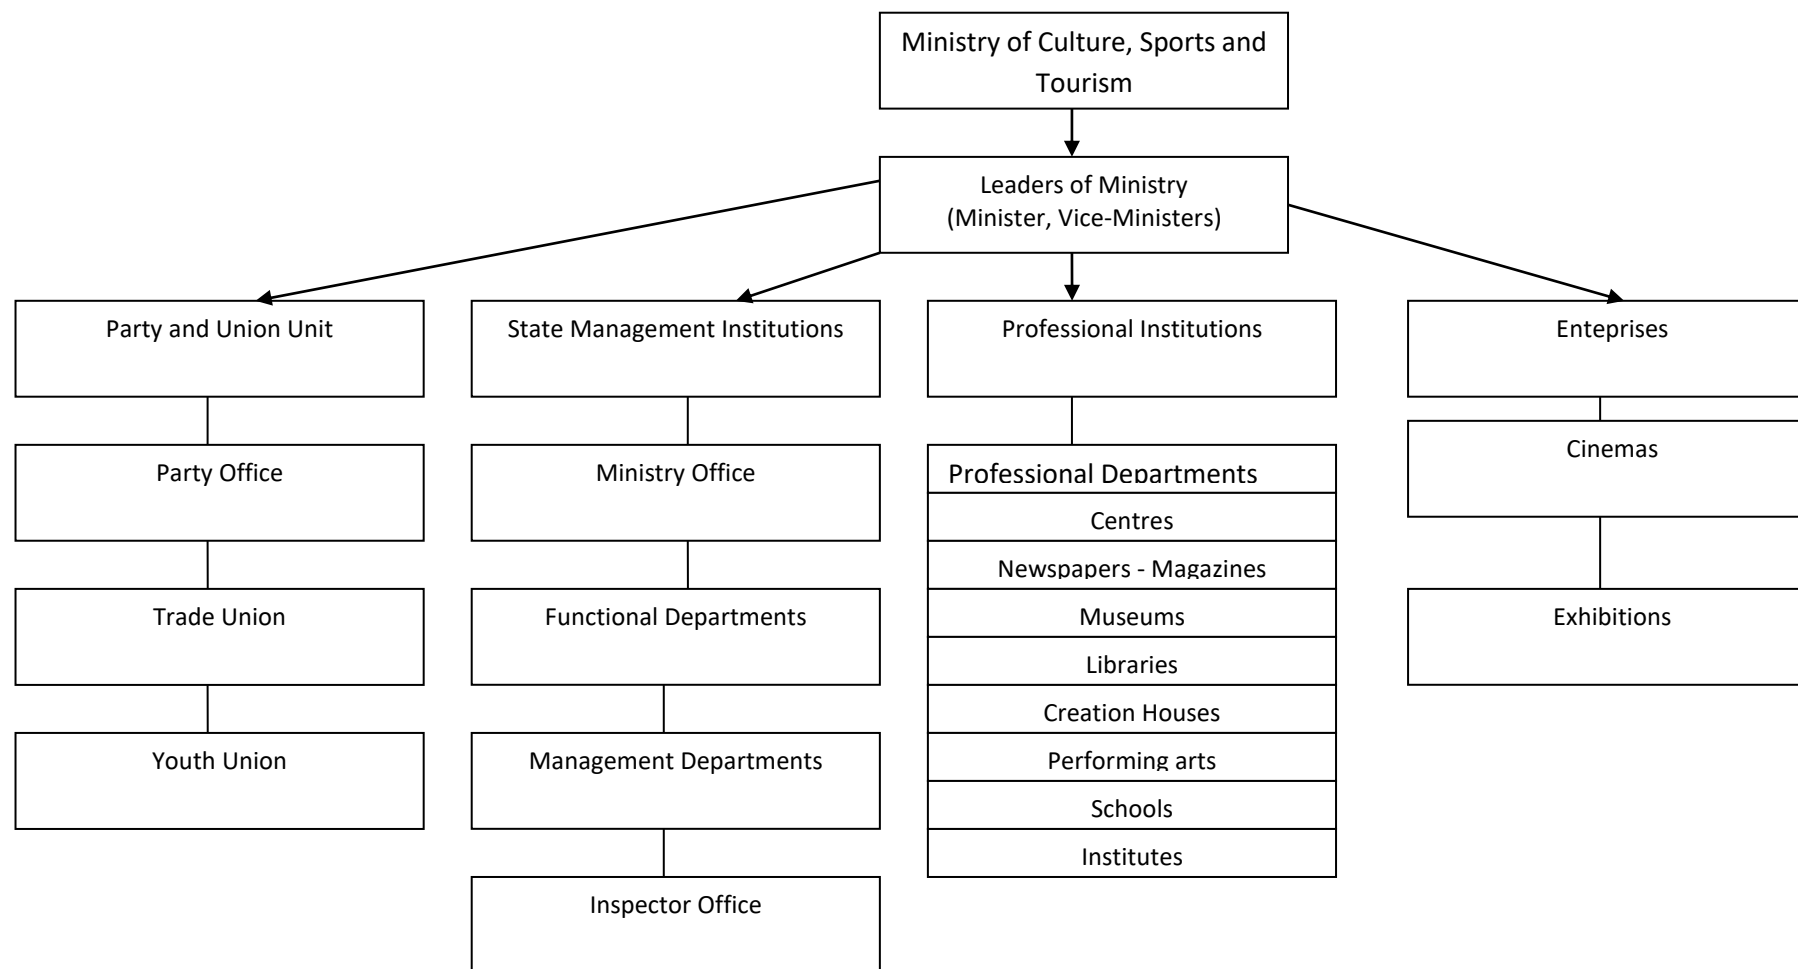 Ministry of Culture, Sports and
Tourism
Leaders of Ministry
(Minister, Vice-Ministers)
Party and Union Unit
State Management Institutions
Professional Institutions
Enteprises
Party Office
Ministry Office
Professional Departments
Cinemas
Centres
Newspapers - Magazines
Trade Union
Functional Departments
Museums
Exhibitions
Libraries
Creation Houses
Youth Union
Management Departments
Performing arts
Schools
Institutes
Inspector Office